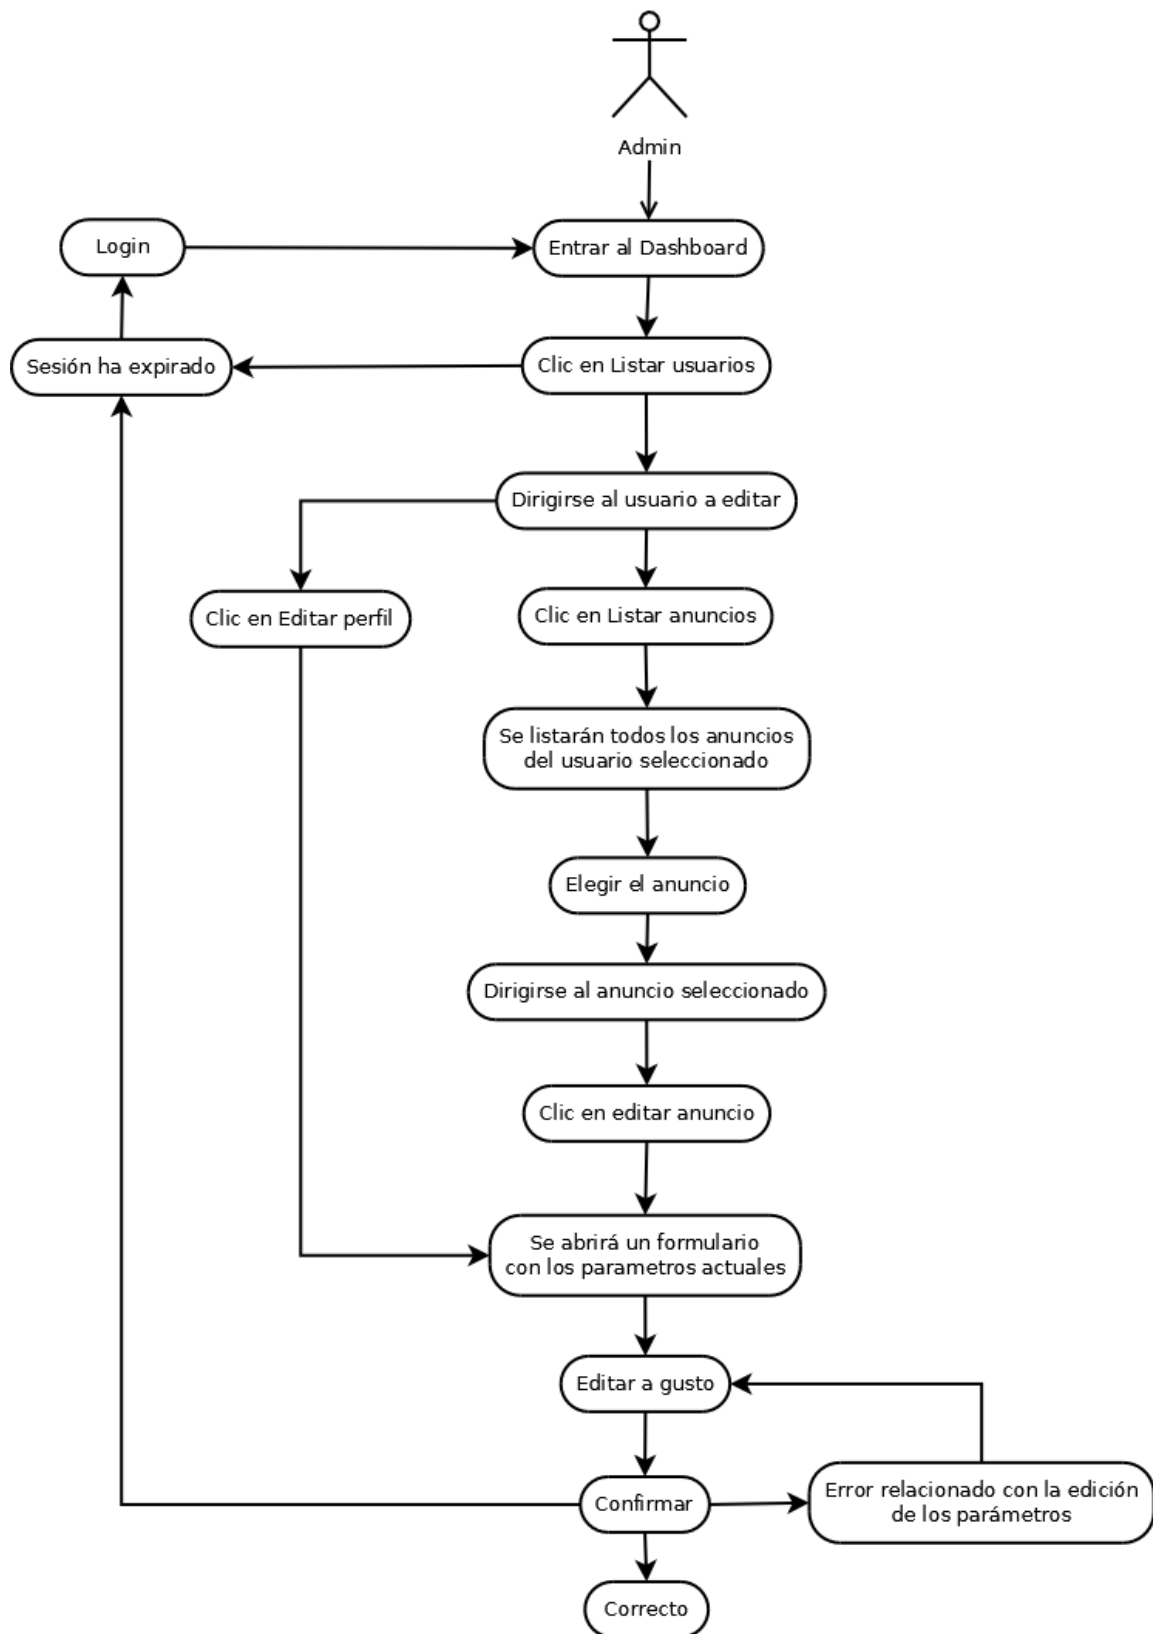 Admin
Login
Entrar al Dashboard
Sesión ha expirado
Clic en Listar usuarios
Dirigirse al usuario a editar
Clic en Editar perfil
Clic en Listar anuncios
Se listarán todos los anuncios
del usuario seleccionado
Elegir el anuncio
Dirigirse al anuncio seleccionado
Clic en editar anuncio
Se abrirá un formulario
con los parametros actuales
Editar a gusto
Confirmar
Error relacionado con la edición
de los parámetros
Correcto